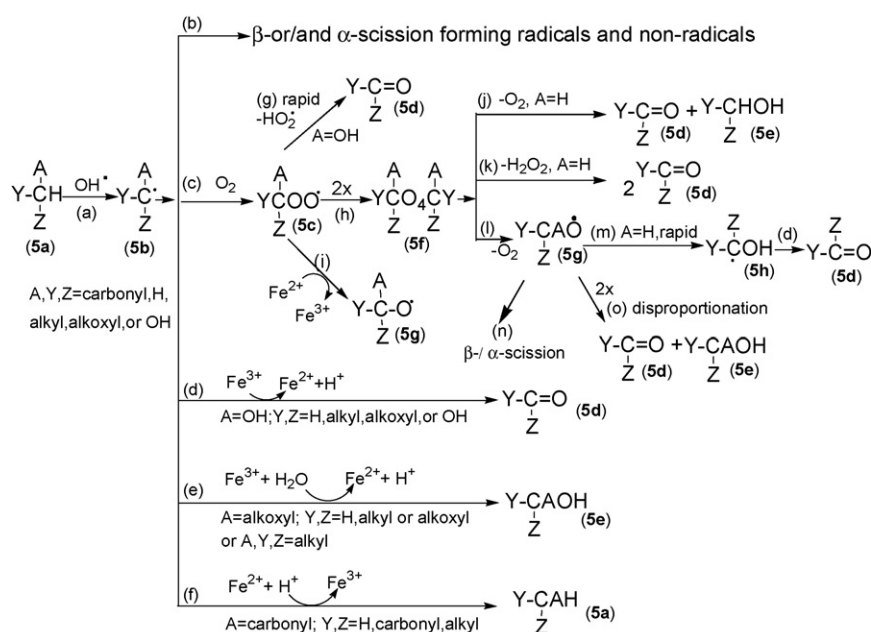 (b) β-or/and α-scission forming radicals and non-radicals
(g) rapid
-HO₂•
A=OH
Y-C=O
Z (5d)
(j) -O₂, A=H
Y-C=O + Y-CHOH
Z (5d) Z (5e)
(k) -H₂O₂, A=H
2 Y-C=O
Z (5d)
A
Y-CH
Z
(5a)
OH•
(a)
A
Y-C•
Z
(5b)
(c) O₂
A
YCOO•
Z
(5c)
2x
(h)
A A
YCO₄CY
Z Z
(5f)
(l)
-O₂
Y-CAO•
Z (5g)
(m) A=H,rapid
Z
Y-COH
•
(5h)
(d)
Z
Y-C=O
(5d)
A,Y,Z=carbonyl,H,
alkyl,alkoxyl,or OH
(i)
Fe²⁺
Fe³⁺
A
Y-C-O•
Z (5g)
(n)
β-/ α-scission
2x
(o) disproportionation
Y-C=O +Y-CAOH
Z (5d) Z (5e)
(d) Fe³⁺ Fe²⁺+H⁺
A=OH;Y,Z=H,alkyl,alkoxyl,or OH
Y-C=O
Z (5d)
(e) Fe³⁺+ H₂O Fe²⁺+ H⁺
A=alkoxyl; Y,Z=H,alkyl or alkoxyl
or A,Y,Z=alkyl
Y-CAOH
Z (5e)
(f) Fe²⁺+ H⁺ Fe³⁺
A=carbonyl; Y,Z=H,carbonyl,alkyl
Y-CAH
Z (5a)